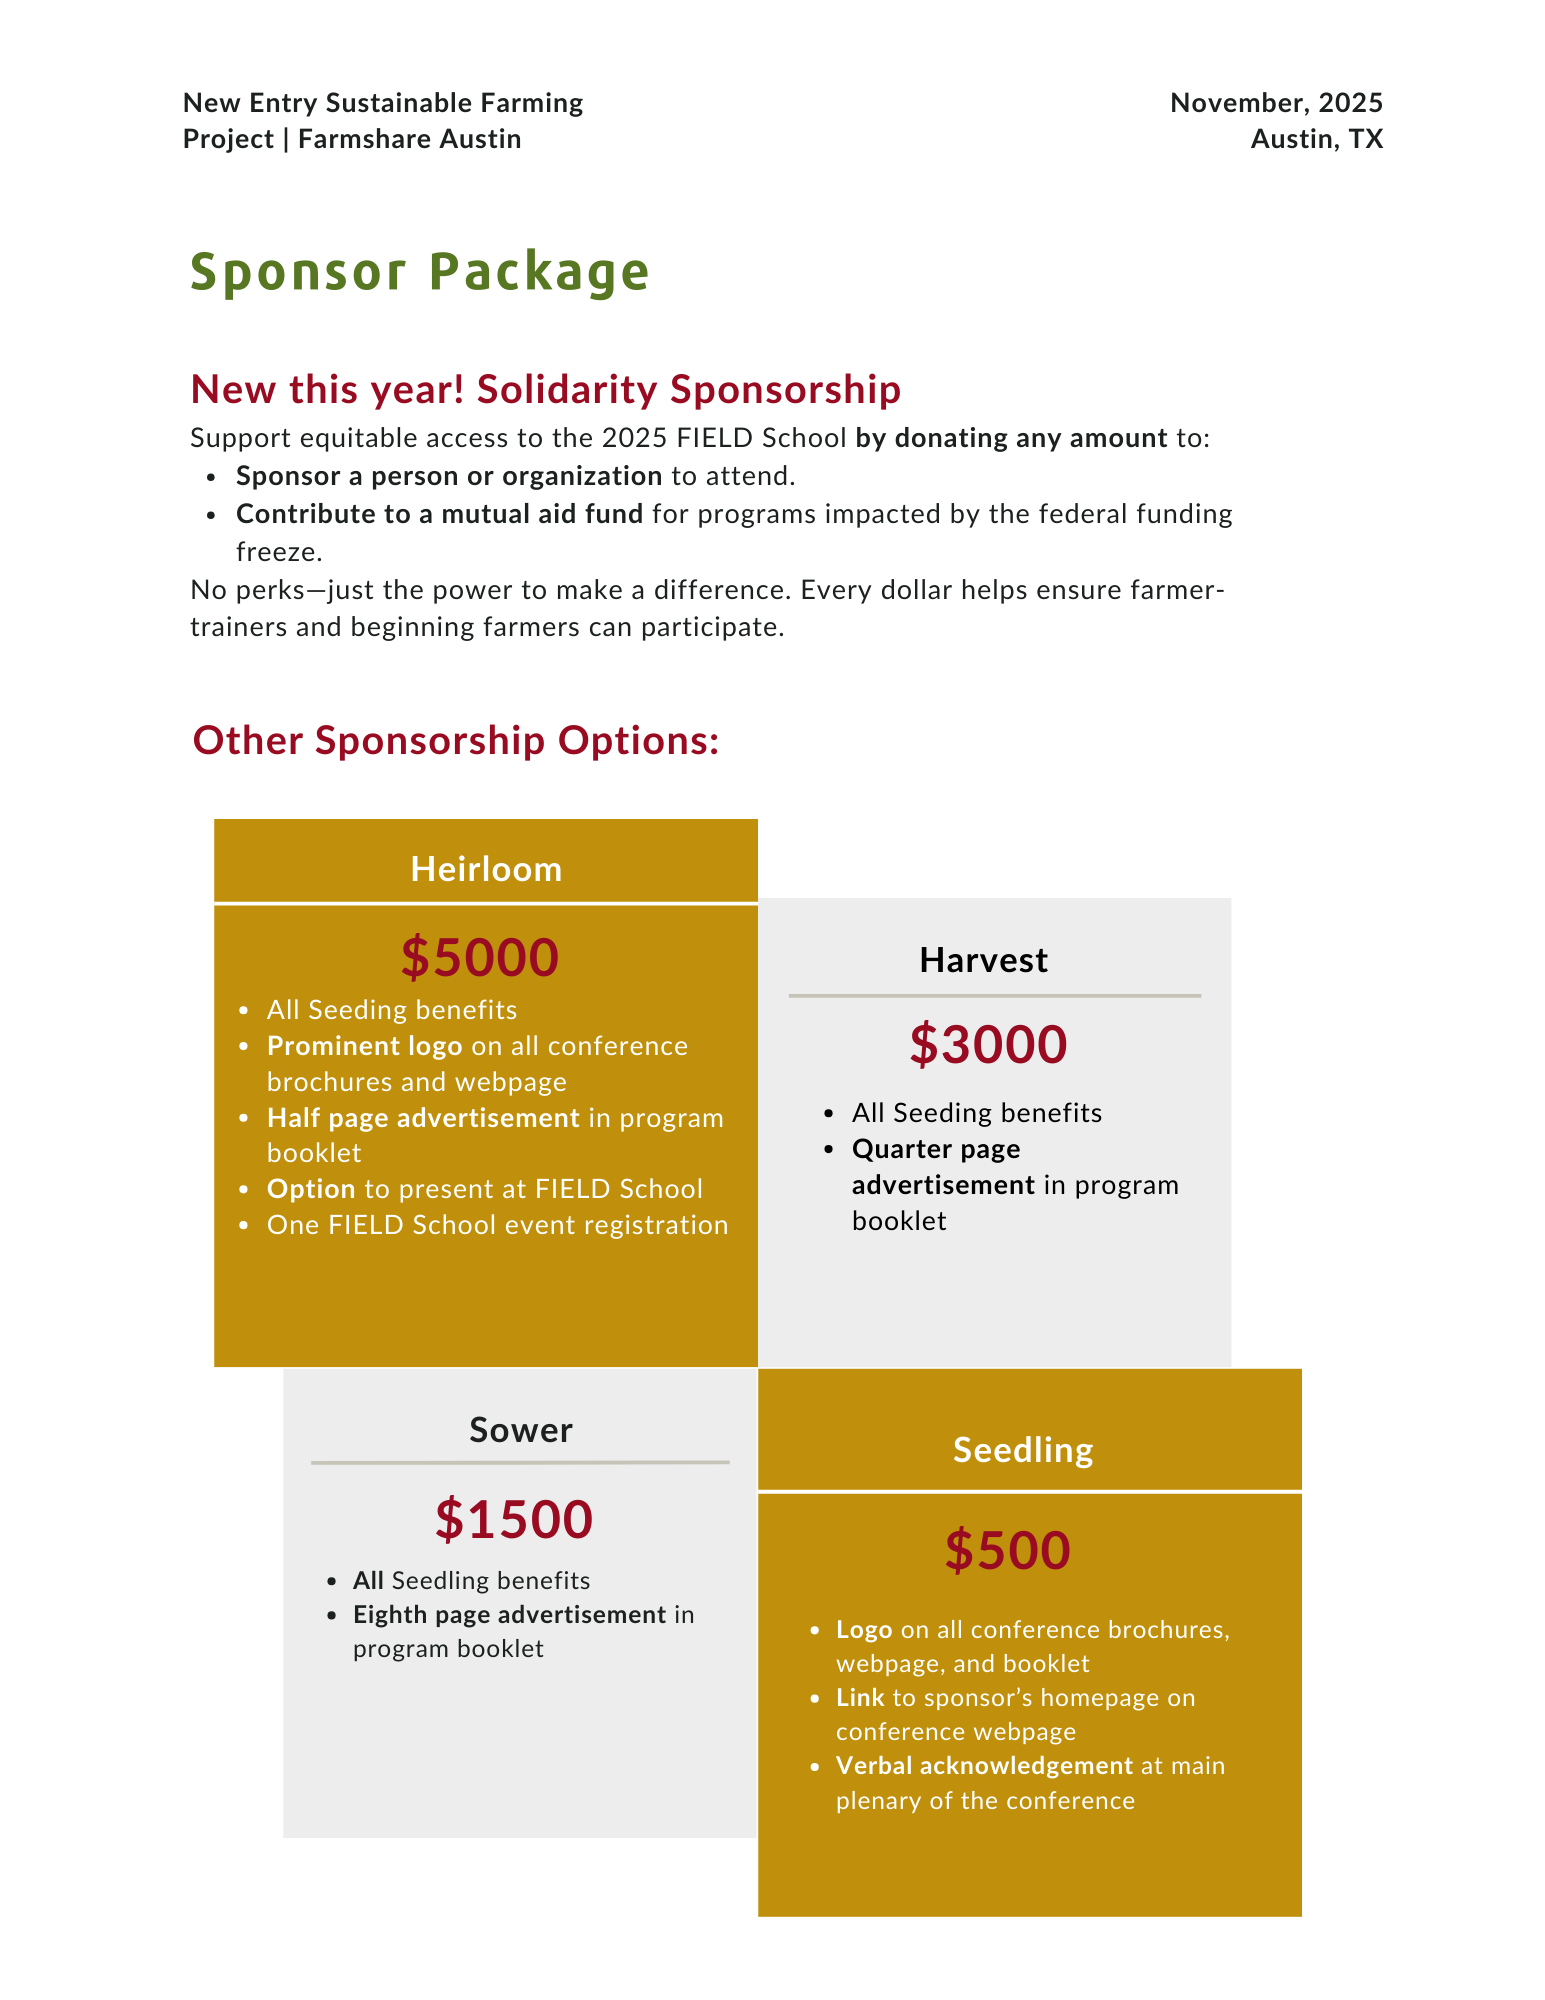 New Entry Sustainable Farming
Project | Farmshare Austin
November, 2025
Austin, TX
Sponsor Package
New this year! Solidarity Sponsorship
Support equitable access to the 2025 FIELD School by donating any amount to:
• Sponsor a person or organization to attend.
• Contribute to a mutual aid fund for programs impacted by the federal funding
freeze.
No perks—just the power to make a difference. Every dollar helps ensure farmer-
trainers and beginning farmers can participate.
Other Sponsorship Options:
Heirloom
$5000
• All Seeding benefits
• Prominent logo on all conference
brochures and webpage
• Half page advertisement in program
booklet
• Option to present at FIELD School
• One FIELD School event registration
Harvest
$3000
• All Seeding benefits
• Quarter page
advertisement in program
booklet
Sower
$1500
• All Seedling benefits
• Eighth page advertisement in
program booklet
Seedling
$500
• Logo on all conference brochures,
webpage, and booklet
• Link to sponsor’s homepage on
conference webpage
• Verbal acknowledgement at main
plenary of the conference